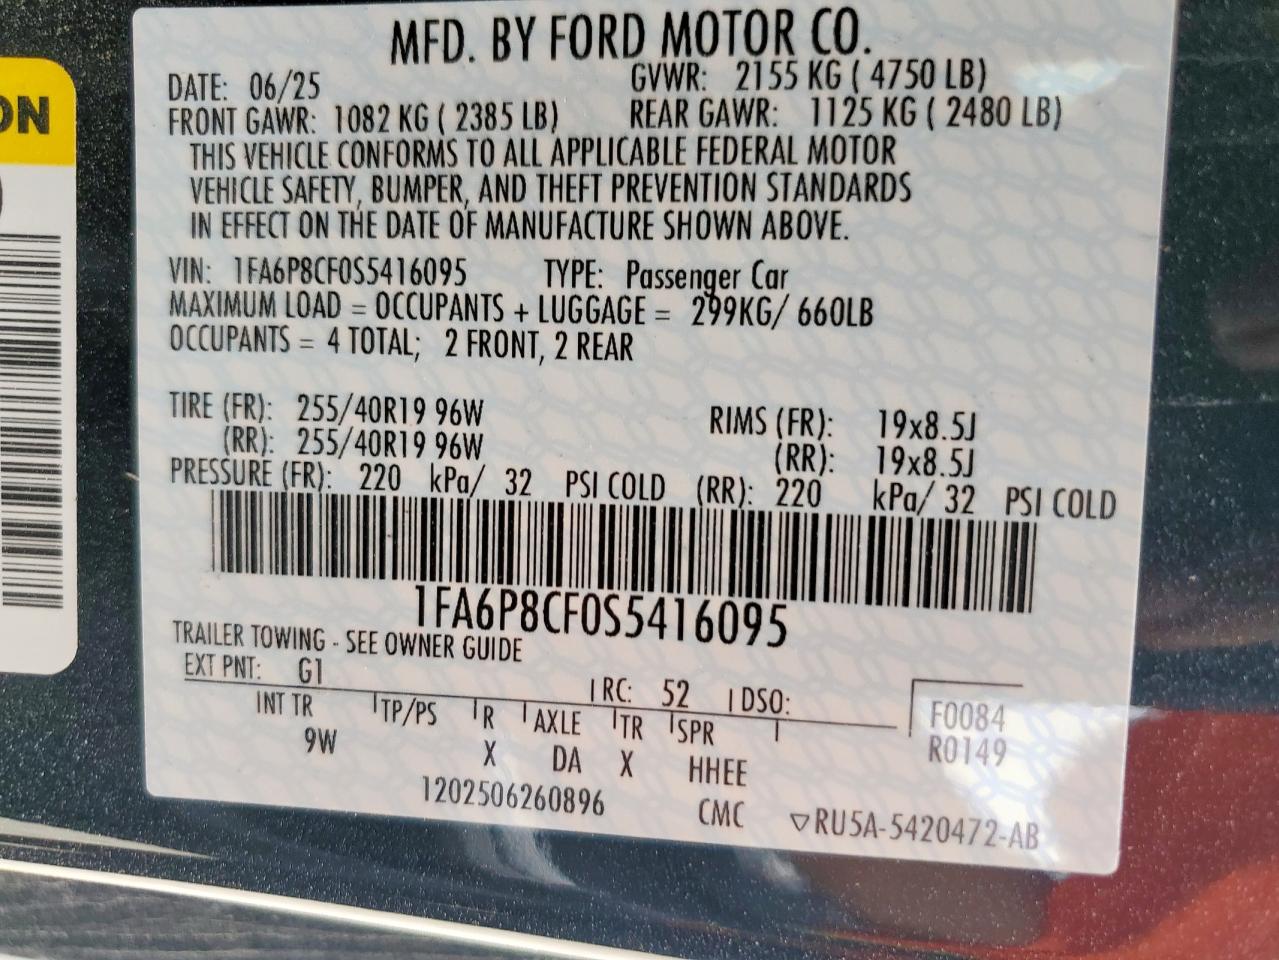 ON
MFD. BY FORD MOTOR CO.
DATE: 06/25 GVWR: 2155 KG ( 4750 LB)
FRONT GAWR: 1082 KG ( 2385 LB) REAR GAWR: 1125 KG ( 2480 LB)
THIS VEHICLE CONFORMS TO ALL APPLICABLE FEDERAL MOTOR
VEHICLE SAFETY, BUMPER, AND THEFT PREVENTION STANDARDS
IN EFFECT ON THE DATE OF MANUFACTURE SHOWN ABOVE.
VIN: 1FA6P8CF0S5416095 TYPE: Passenger Car
MAXIMUM LOAD = OCCUPANTS + LUGGAGE = 299KG/ 660LB
OCCUPANTS = 4 TOTAL; 2 FRONT, 2 REAR
TIRE (FR): 255/40R19 96W RIMS (FR): 19x8.5J
(RR): 255/40R19 96W (RR): 19x8.5J
PRESSURE (FR): 220 kPa/ 32 PSI COLD (RR): 220 kPa/ 32 PSI COLD
1FA6P8CF0S5416095
TRAILER TOWING - SEE OWNER GUIDE
EXT PNT: G1 RC: 52 DSO:
INT TR TP/PS R AXLE TR SPR F0084
9W X DA X HHEE R0149
1202506260896 CMC ▽RU5A-5420472-AB